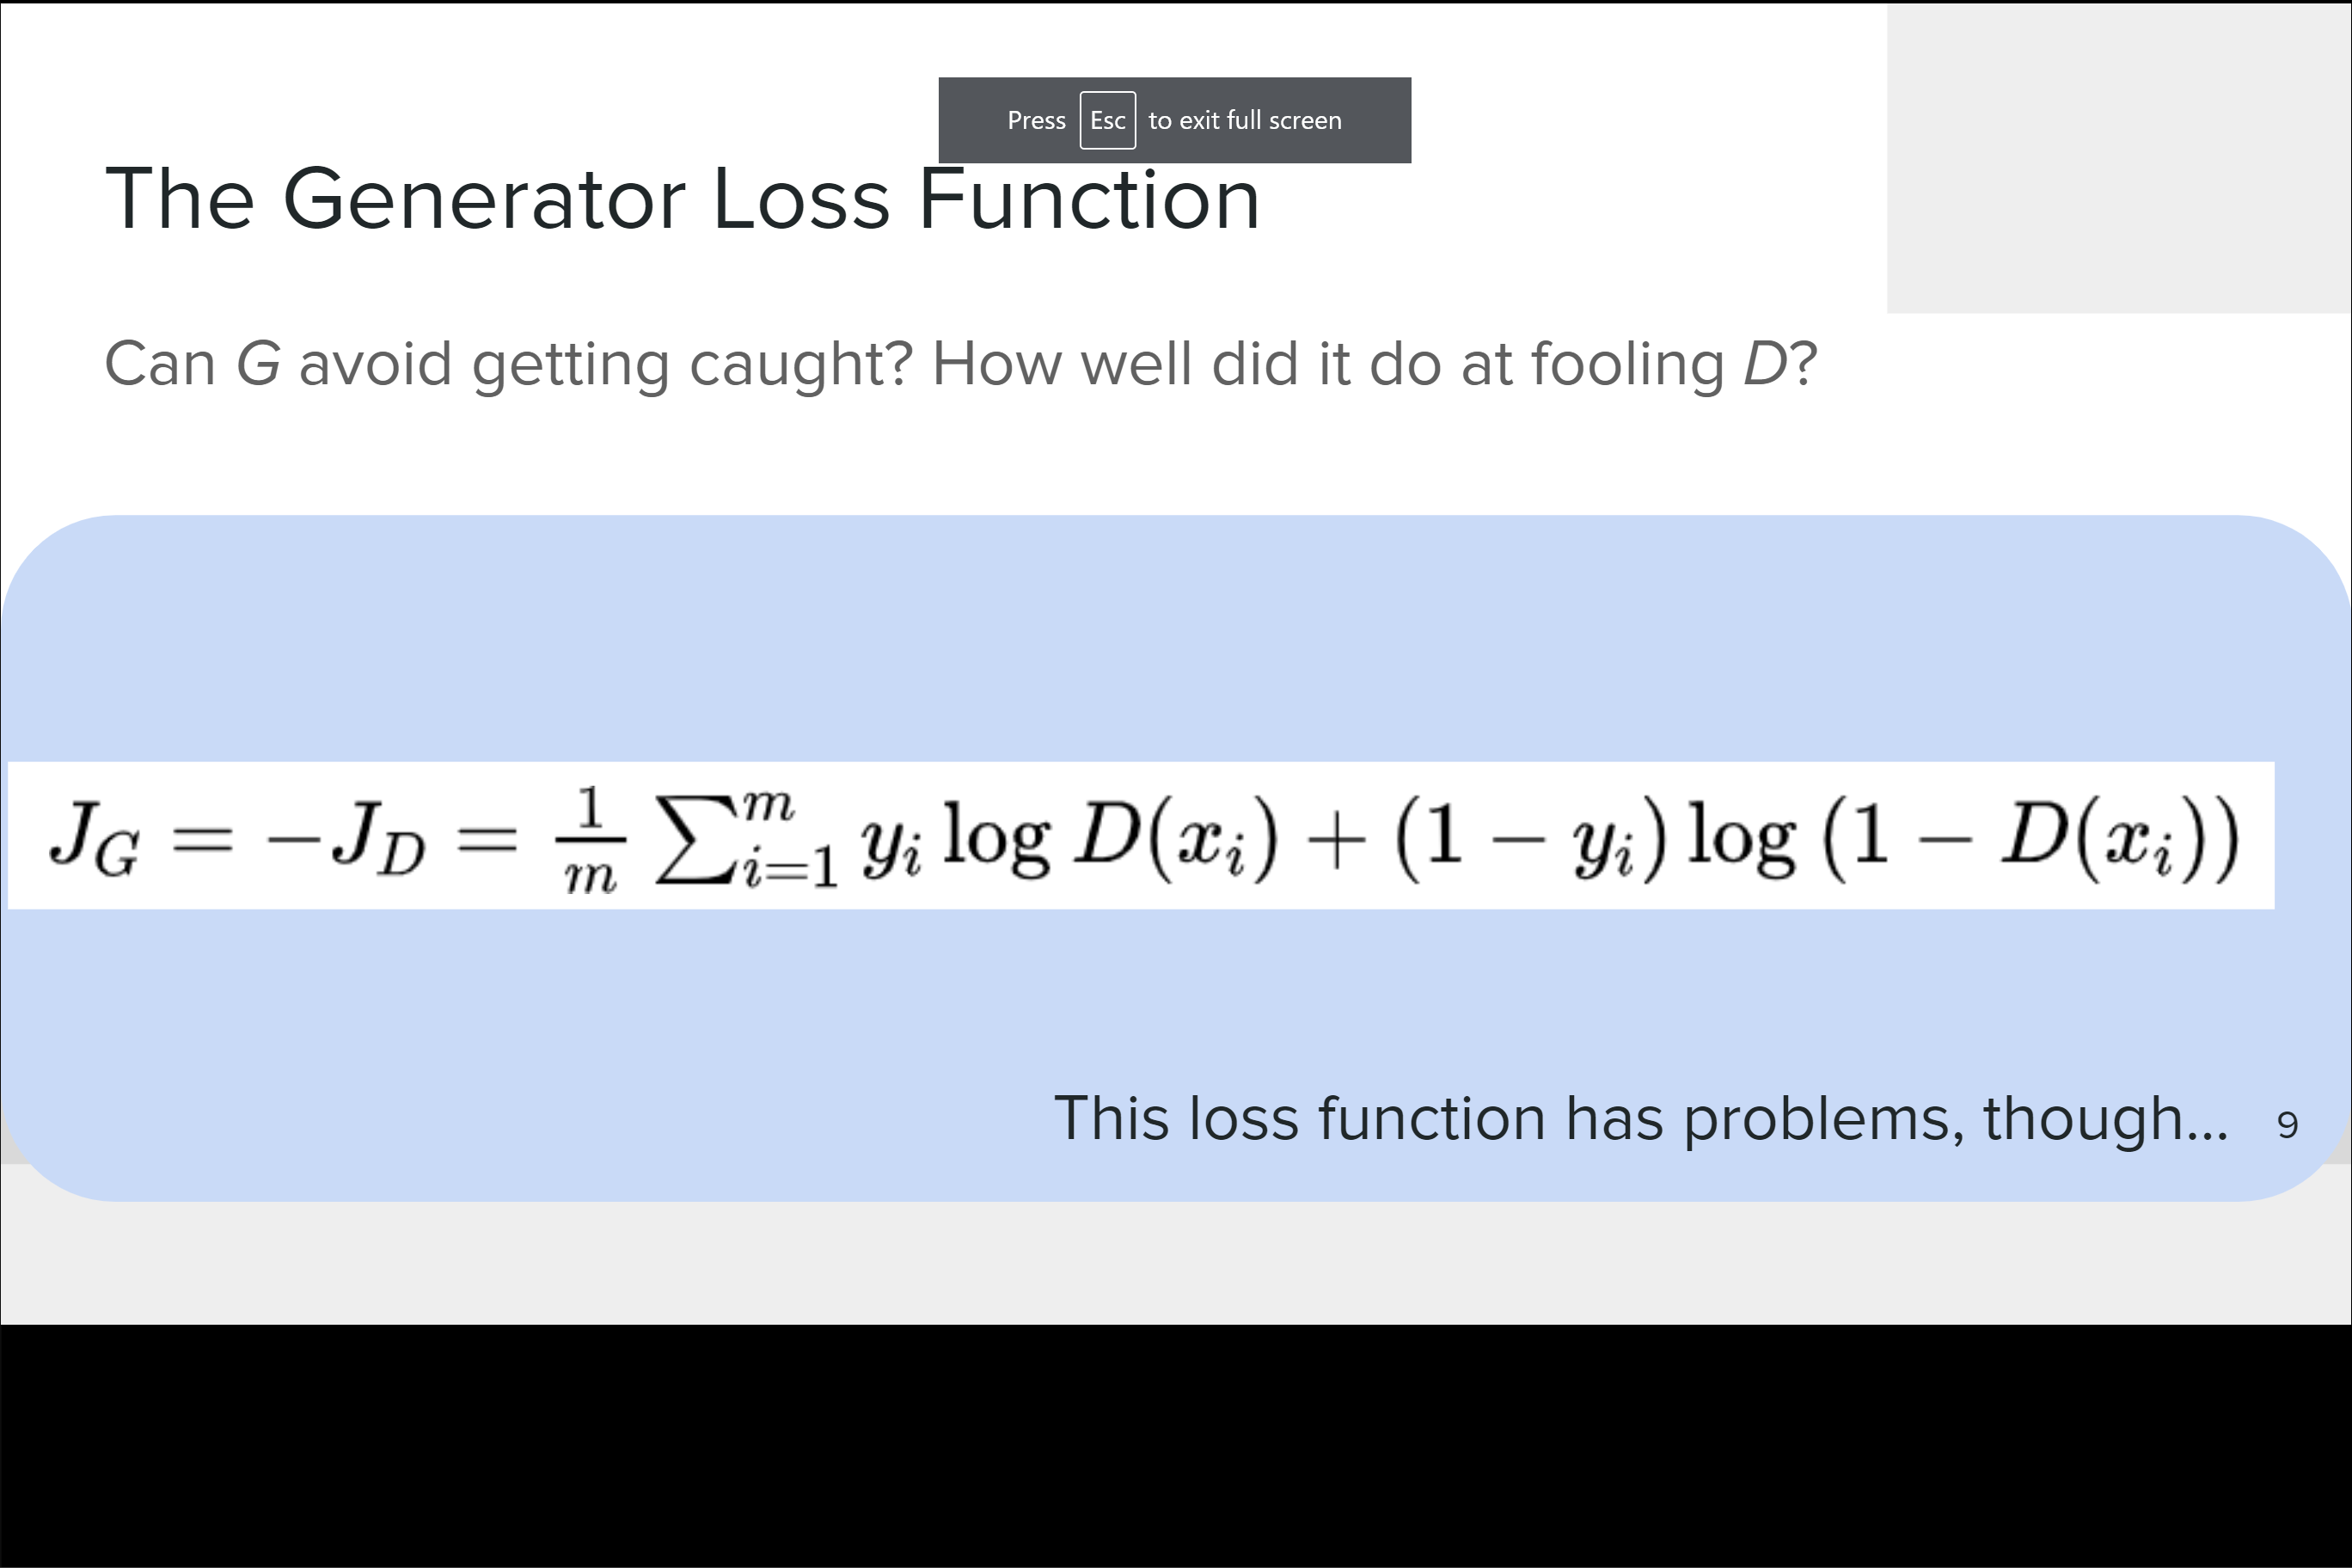 Press Esc to exit full screen
The Generator Loss Function
Can G avoid getting caught? How well did it do at fooling D?
J_G = −J_D = \frac{1}{m} \sum_{i=1}^{m} y_i \log D(x_i) + (1 − y_i) \log (1 − D(x_i))
This loss function has problems, though...
9